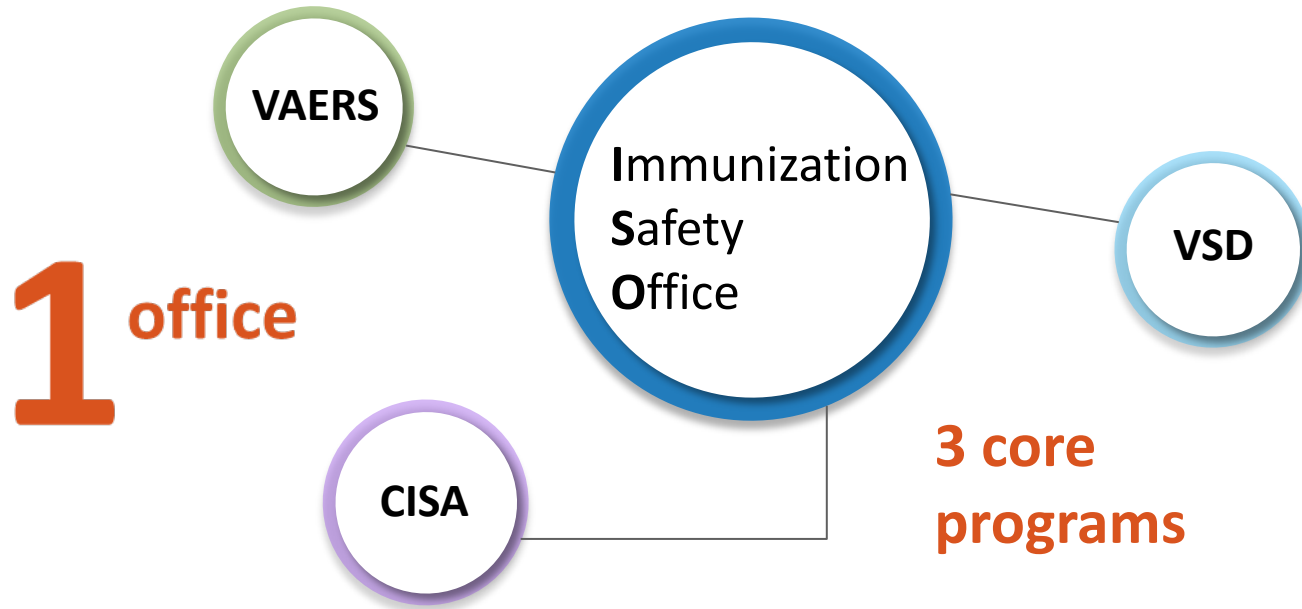 VAERS
Immunization
Safety
Office
VSD
1 office
CISA
3 core
programs